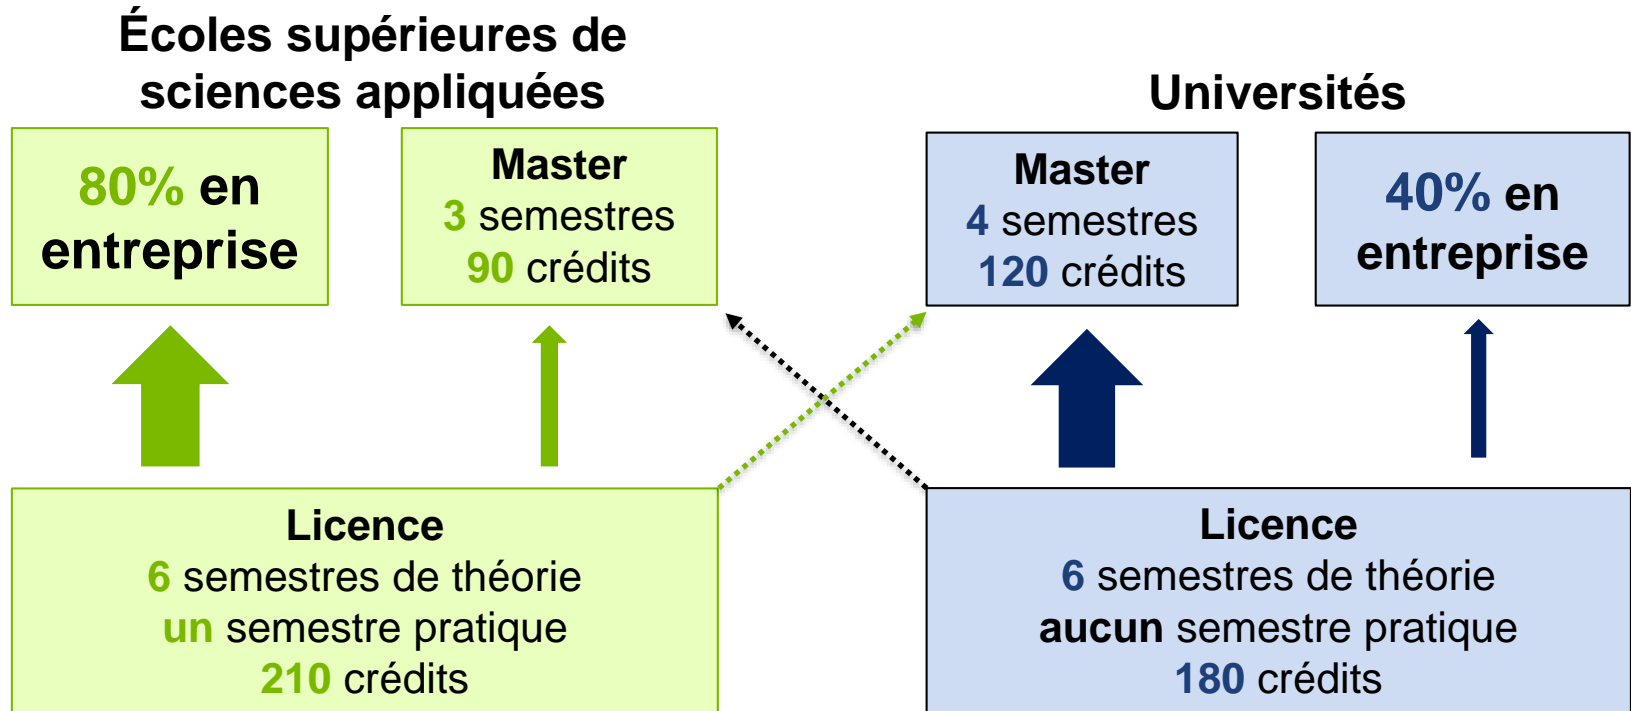 Écoles supérieures de
sciences appliquées
80% en
entreprise
Master
3 semestres
90 crédits
Licence
6 semestres de théorie
un semestre pratique
210 crédits
Universités
Master
4 semestres
120 crédits
40% en
entreprise
Licence
6 semestres de théorie
aucun semestre pratique
180 crédits